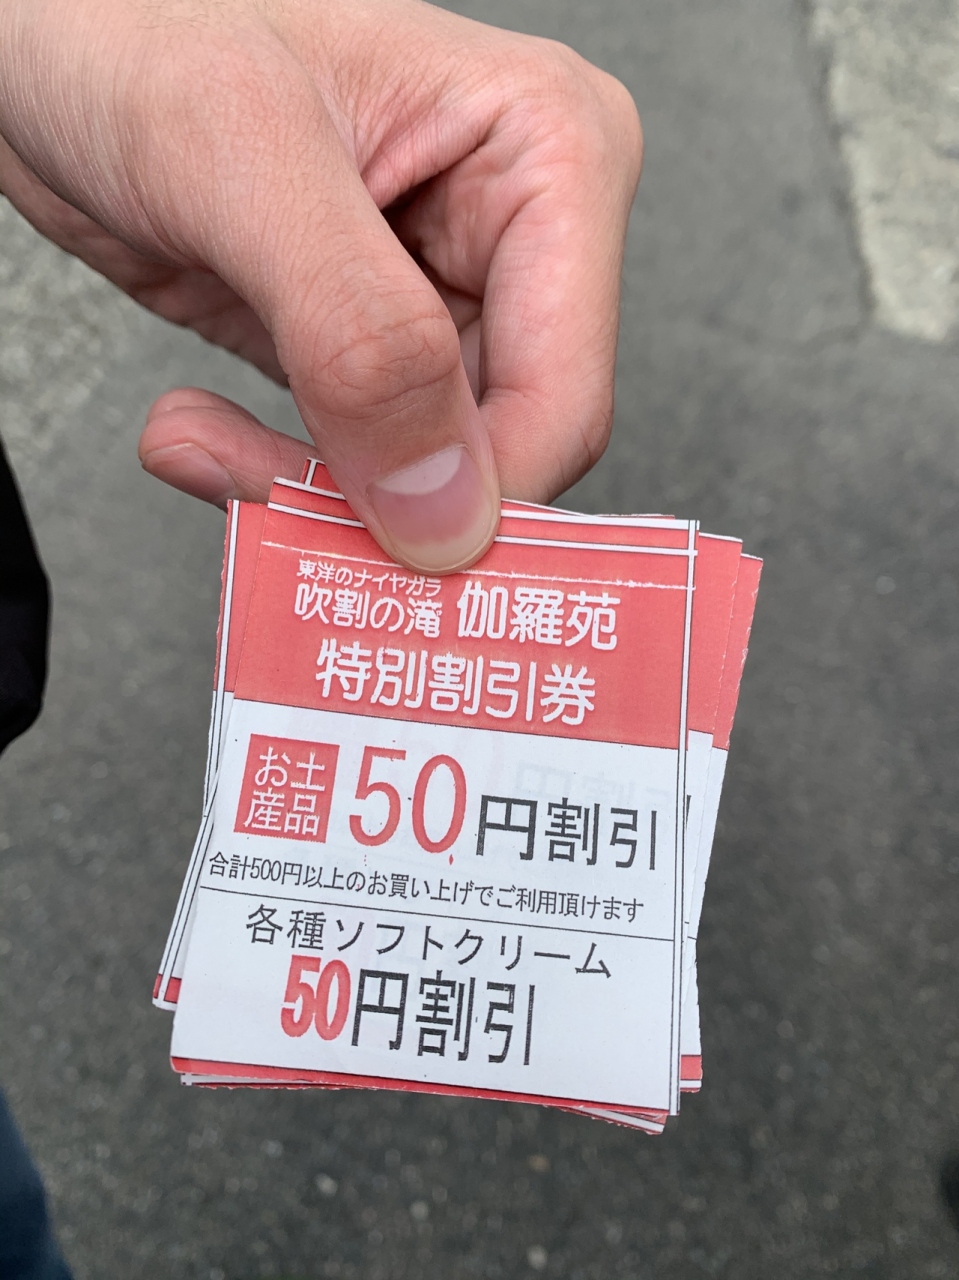 東洋のナイヤガラ
吹割の滝 伽羅苑
特別割引券
お土産品 50円割引
合計500円以上のお買い上げでご利用頂けます
各種ソフトクリーム
50円割引